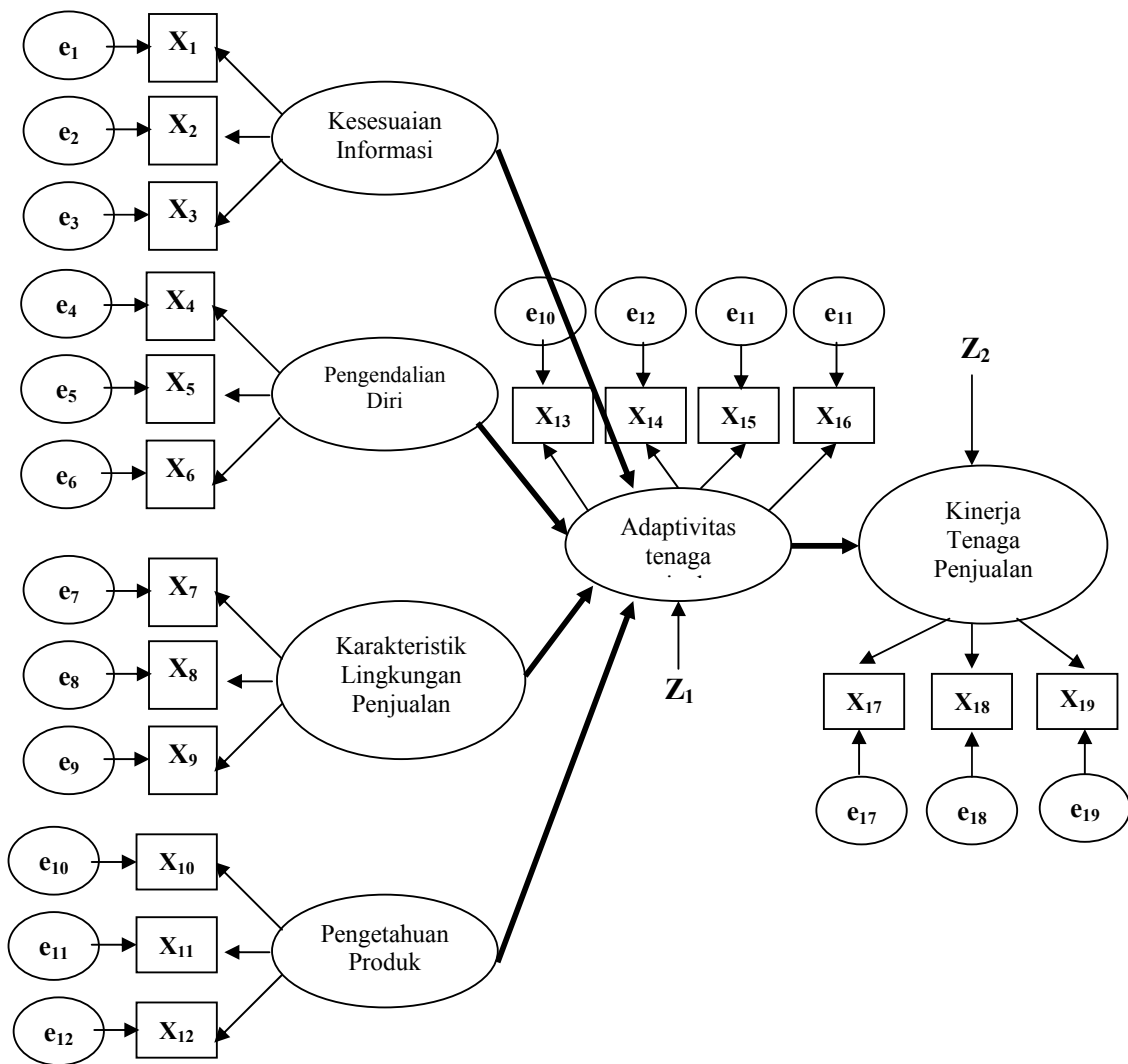 e1 X1
e2 X2
e3 X3
Kesesuaian
Informasi
e4 X4
e5 X5
e6 X6
Pengendalian
Diri
e10 e12 e11 e11
X13 X14 X15 X16
Z2
Adaptivitas
tenaga
Z1
Kinerja
Tenaga
Penjualan
X17 X18 X19
e17 e18 e19
e7 X7
e8 X8
e9 X9
Karakteristik
Lingkungan
Penjualan
e10 X10
e11 X11
e12 X12
Pengetahuan
Produk